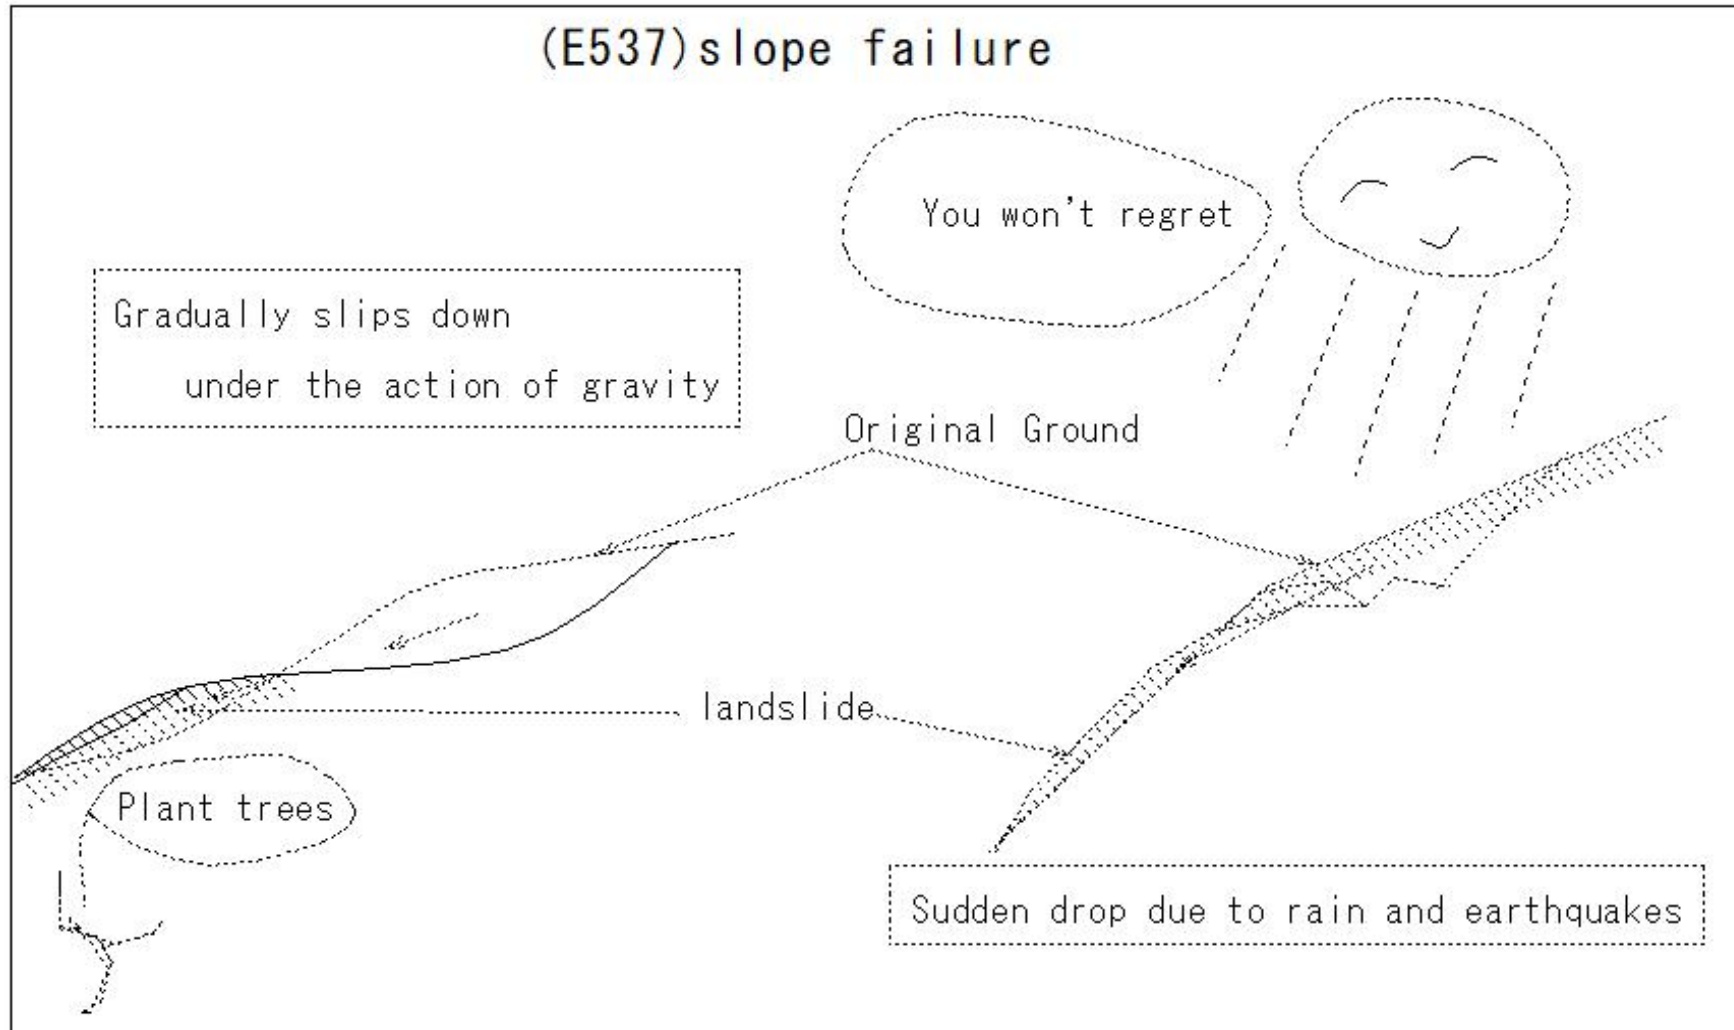 (E537)slope failure
You won't regret
Gradually slips down
under the action of gravity
Original Ground
landslide
Plant trees
Sudden drop due to rain and earthquakes